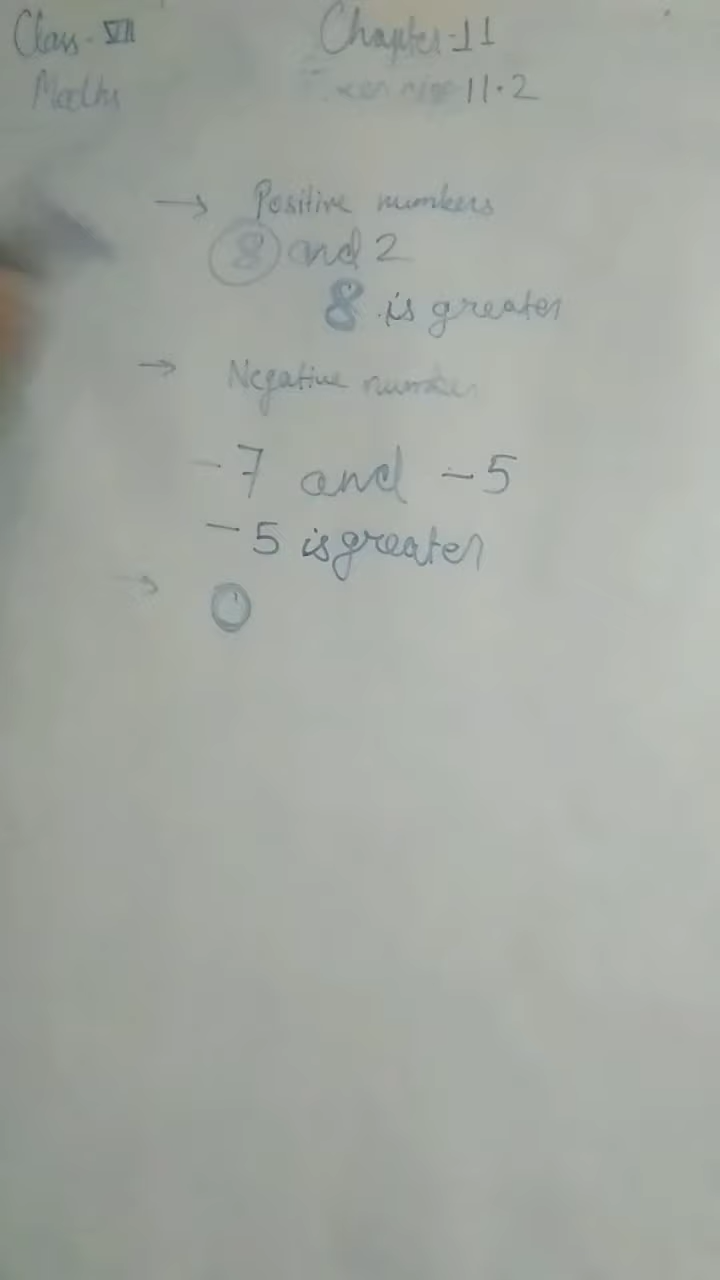 Class - VII Chapter-11
Maths Exercise 11.2
→ Positive numbers
8 and 2
8 is greater
→ Negative number
-7 and -5
-5 is greater
→ 0